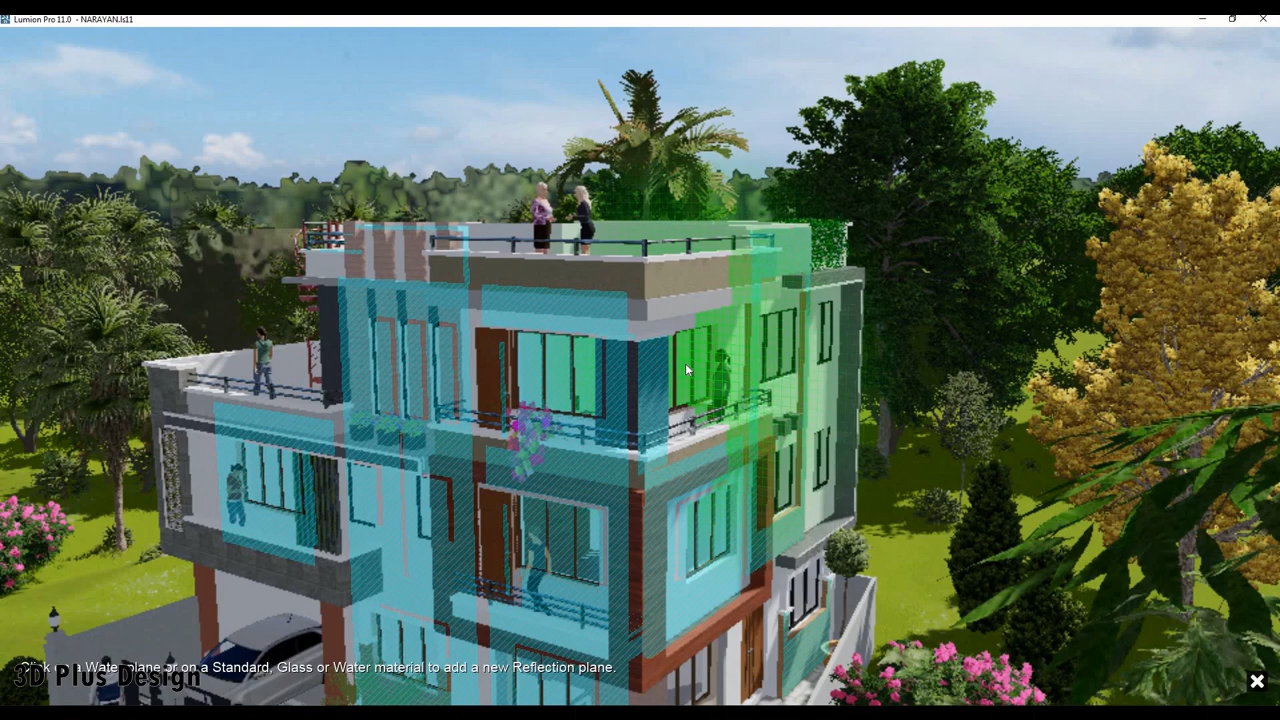 Lumion Pro 11.0 - NARAYAN.ls11
a Water plane or on a Standard, Glass or Water material to add a new Reflection plane.
3D Plus Design